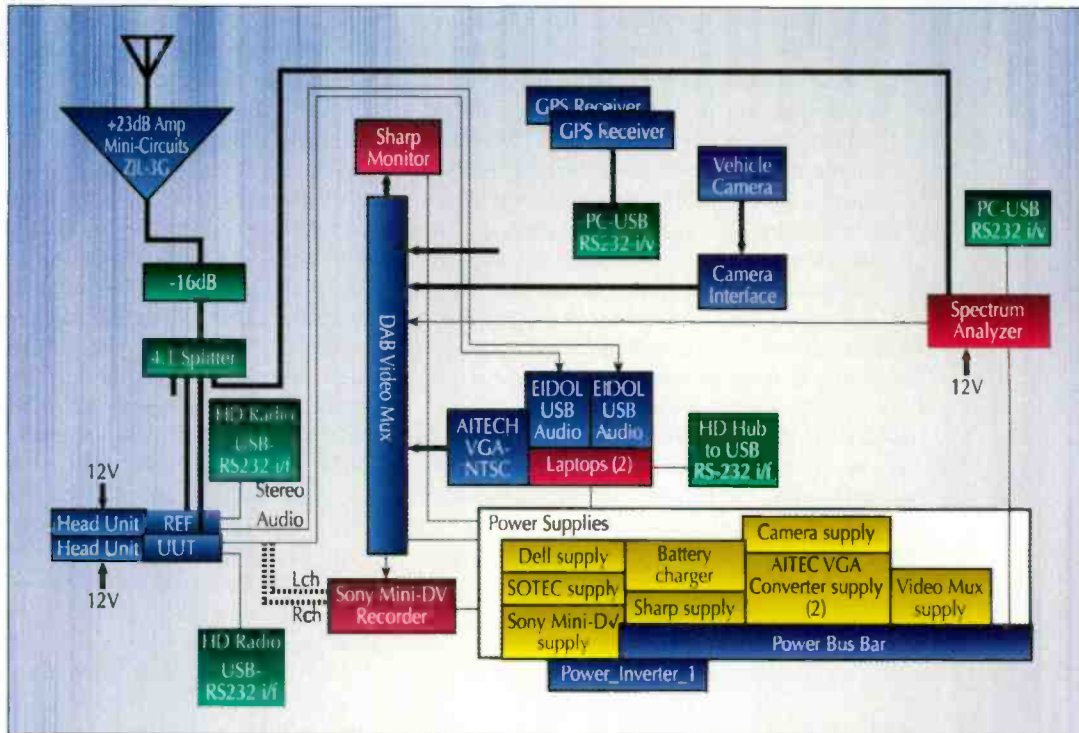 +23dB Amp
Mini-Circuits
ZJL-3G
-16dB
4:1 Splitter
HD Radio
USB-
RS232 i/f
Stereo
Audio
12V
Head Unit
REF
Head Unit
UUT
12V
Lch
Rch
HD Radio
USB-
RS232 i/f
Sharp
Monitor
DAB Video Mux
Sony Mini-DV
Recorder
GPS Receiver
GPS Receiver
PC-USB
RS232 i/v
Vehicle
Camera
Camera
Interface
PC-USB
RS232 i/v
Spectrum
Analyzer
12V
EIDOL
USB
Audio
EIDOL
USB
Audio
AITECH
VGA-
NTSC
Laptops (2)
HD Hub
to USB
RS-232 i/f
Power Supplies
Dell supply
SOTEC supply
Sony Mini-DV
supply
Battery
charger
Sharp supply
Camera supply
AITEC VGA
Converter supply
(2)
Video Mux
supply
Power Bus Bar
Power_Inverter_1